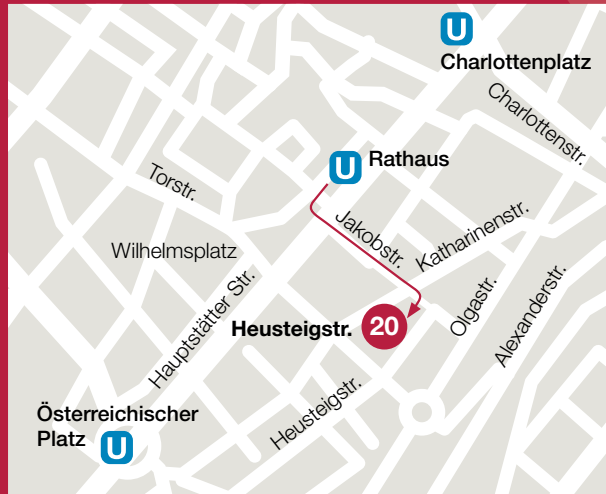 U
Charlottenplatz
Charlottenstr.
U Rathaus
Torstr.
Jakobstr.
Katharinenstr.
Wilhelmsplatz
Hauptstätter Str.
Heusteigstr. 20
Olgastr.
Alexanderstr.
Heusteigstr.
Österreichischer
Platz U